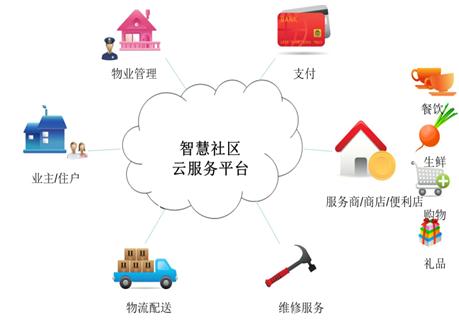 物业管理
支付
BANK
餐饮
智慧社区
云服务平台
生鲜
业主/住户
服务商/商店/便利店
购物
礼品
物流配送
维修服务